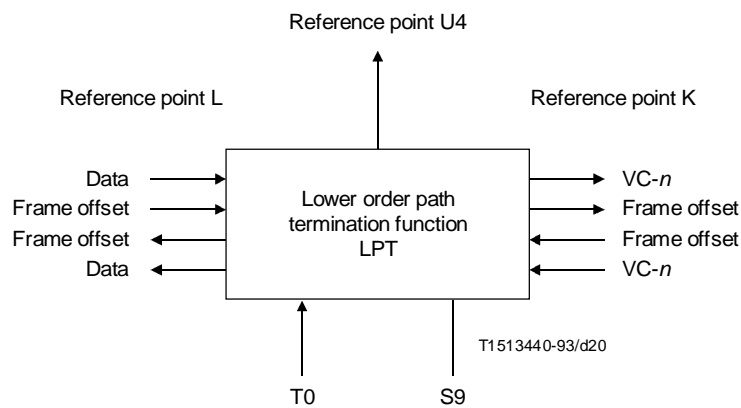 Reference point U4
Reference point L
Reference point K
Data
Frame offset
Frame offset
Data
Lower order path
termination function
LPT
VC-n
Frame offset
Frame offset
VC-n
T1513440-93/d20
T0
S9